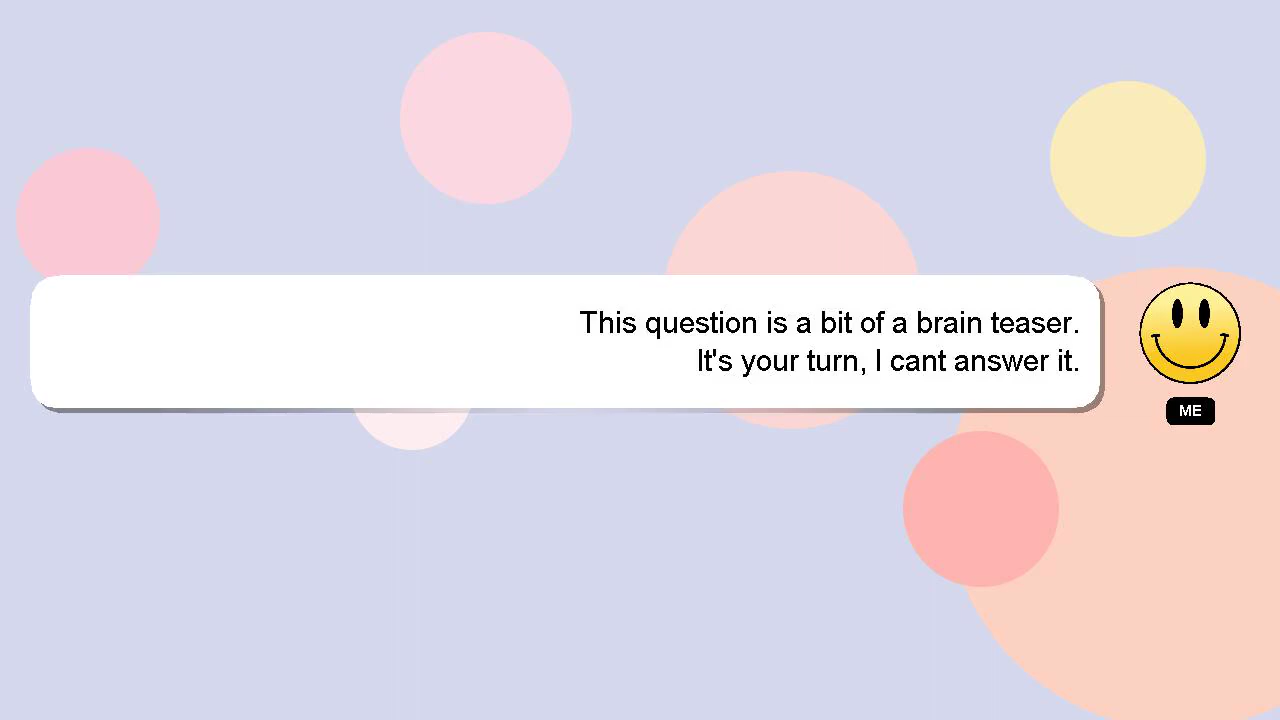 This question is a bit of a brain teaser.
It's your turn, I cant answer it.
ME